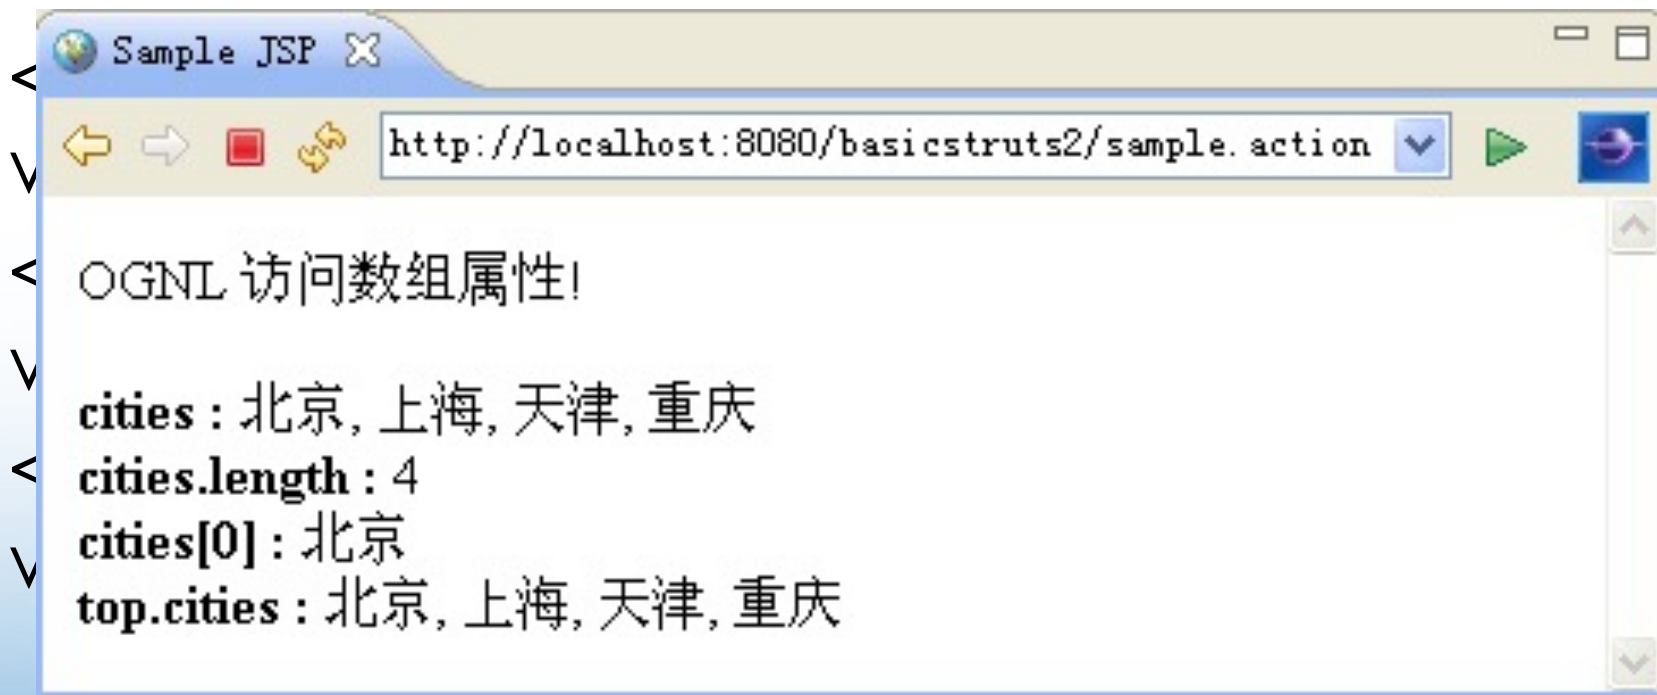 Sample JSP
http://localhost:8080/basicstruts2/sample.action
OGNL 访问数组属性!
cities : 北京, 上海, 天津, 重庆
cities.length : 4
cities[0] : 北京
top.cities : 北京, 上海, 天津, 重庆